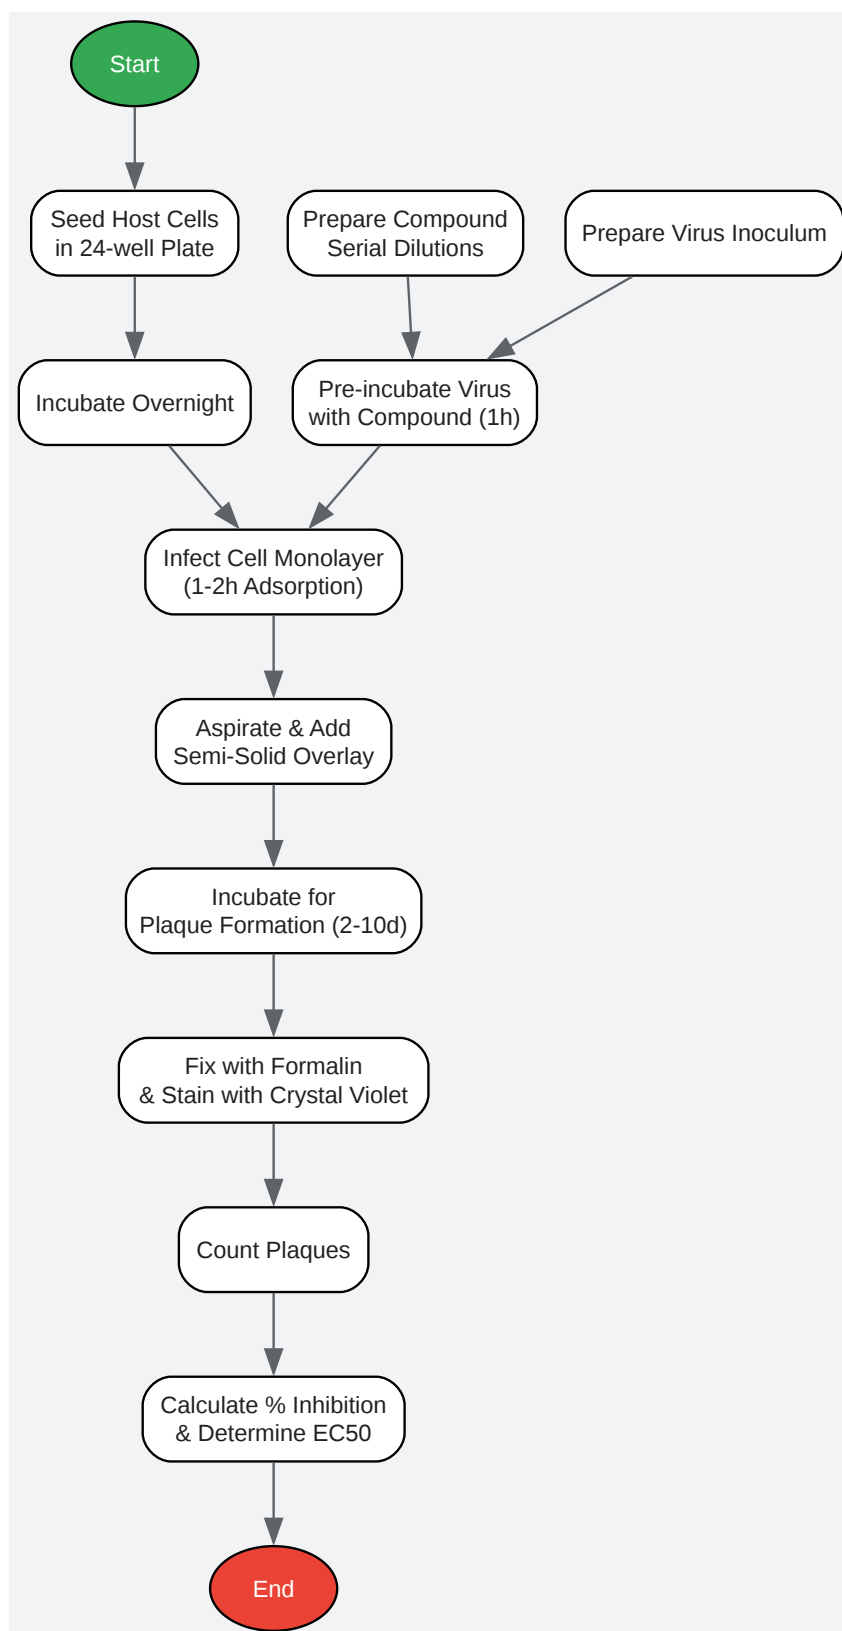 Start
Seed Host Cells
in 24-well Plate
Prepare Compound
Serial Dilutions
Prepare Virus Inoculum
Incubate Overnight
Pre-incubate Virus
with Compound (1h)
Infect Cell Monolayer
(1-2h Adsorption)
Aspirate & Add
Semi-Solid Overlay
Incubate for
Plaque Formation (2-10d)
Fix with Formalin
& Stain with Crystal Violet
Count Plaques
Calculate % Inhibition
& Determine EC50
End